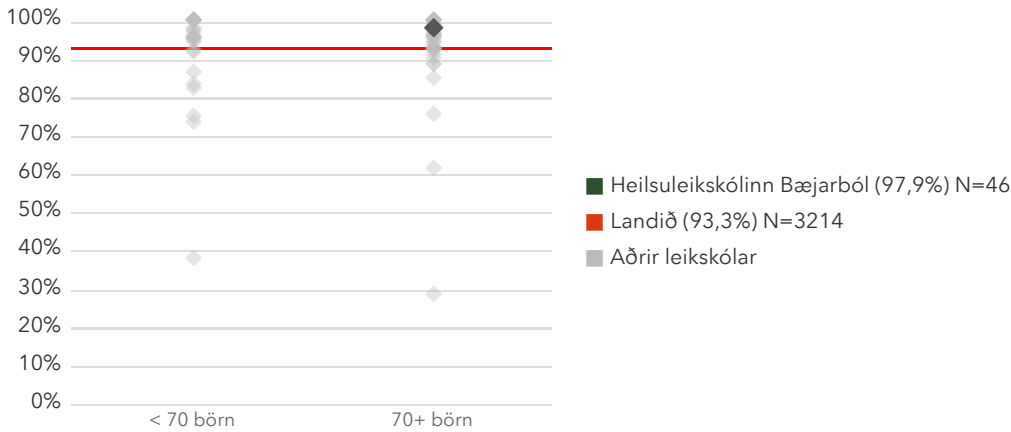 100%
90%
80%
70%
60%
50%
40%
30%
20%
10%
0%
< 70 börn
70+ börn
Heilsuleikskólinn Bæjarból (97,9%) N=46
Landið (93,3%) N=3214
Aðrir leikskólar